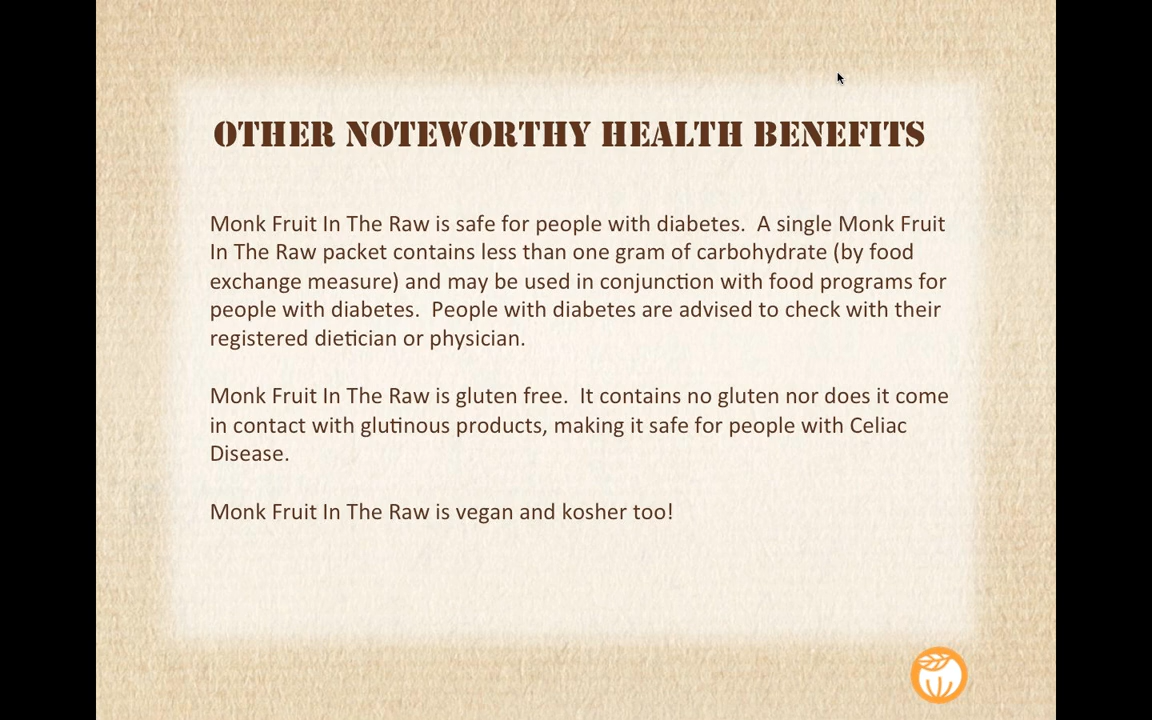 OTHER NOTEWORTHY HEALTH BENEFITS
Monk Fruit In The Raw is safe for people with diabetes.  A single Monk Fruit
In The Raw packet contains less than one gram of carbohydrate (by food
exchange measure) and may be used in conjunction with food programs for
people with diabetes.  People with diabetes are advised to check with their
registered dietician or physician.
Monk Fruit In The Raw is gluten free.  It contains no gluten nor does it come
in contact with glutinous products, making it safe for people with Celiac
Disease.
Monk Fruit In The Raw is vegan and kosher too!